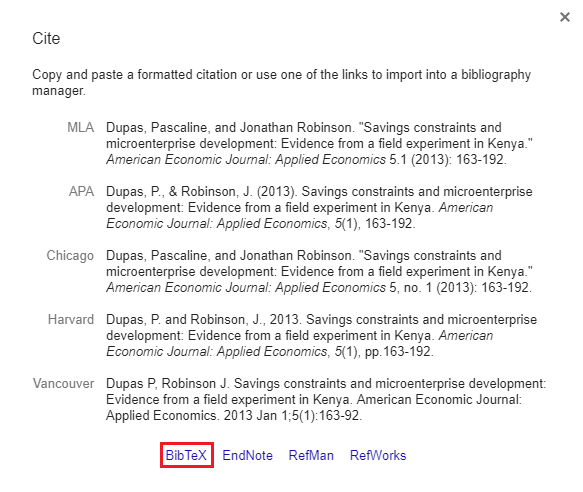 ×
Cite
Copy and paste a formatted citation or use one of the links to import into a bibliography
manager.
MLA Dupas, Pascaline, and Jonathan Robinson. "Savings constraints and
microenterprise development: Evidence from a field experiment in Kenya."
American Economic Journal: Applied Economics 5.1 (2013): 163-192.
APA Dupas, P., & Robinson, J. (2013). Savings constraints and microenterprise
development: Evidence from a field experiment in Kenya. American
Economic Journal: Applied Economics, 5(1), 163-192.
Chicago Dupas, Pascaline, and Jonathan Robinson. "Savings constraints and
microenterprise development: Evidence from a field experiment in Kenya."
American Economic Journal: Applied Economics 5, no. 1 (2013): 163-192.
Harvard Dupas, P. and Robinson, J., 2013. Savings constraints and microenterprise
development: Evidence from a field experiment in Kenya. American
Economic Journal: Applied Economics, 5(1), pp.163-192.
Vancouver Dupas P, Robinson J. Savings constraints and microenterprise development:
Evidence from a field experiment in Kenya. American Economic Journal:
Applied Economics. 2013 Jan 1;5(1):163-92.
BibTeX EndNote RefMan RefWorks